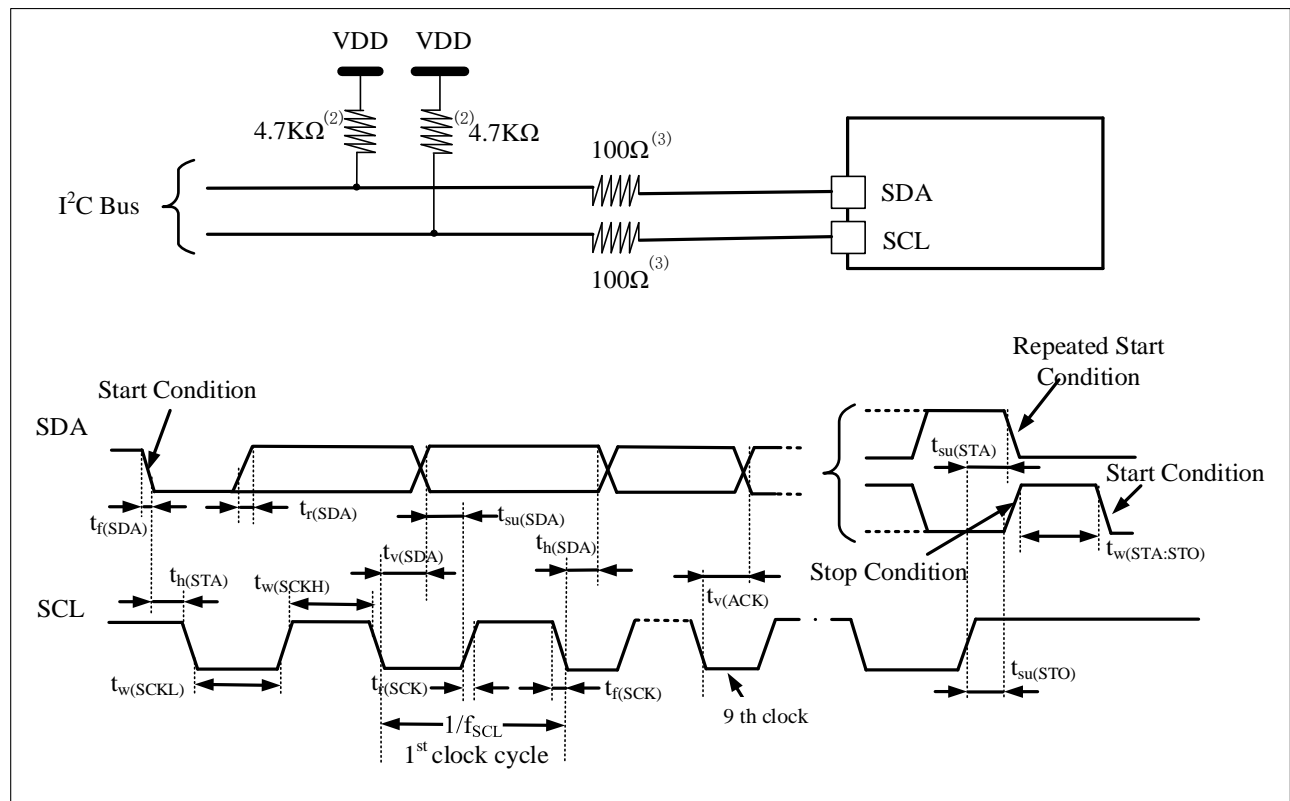 VDD VDD
4.7KΩ(2) (2)4.7KΩ
100Ω(3)
I2C Bus
SDA
SCL
100Ω(3)
Repeated Start
Condition
Start Condition
SDA
tsu(STA)
Start Condition
tf(SDA)
tr(SDA)
tsu(SDA)
tv(SDA)
th(SDA)
tw(STA:STO)
th(STA)
tw(SCKH)
Stop Condition
tv(ACK)
SCL
tw(SCKL)
tr(SCK)
tf(SCK)
tsu(STO)
9 th clock
1/fSCL
1st clock cycle